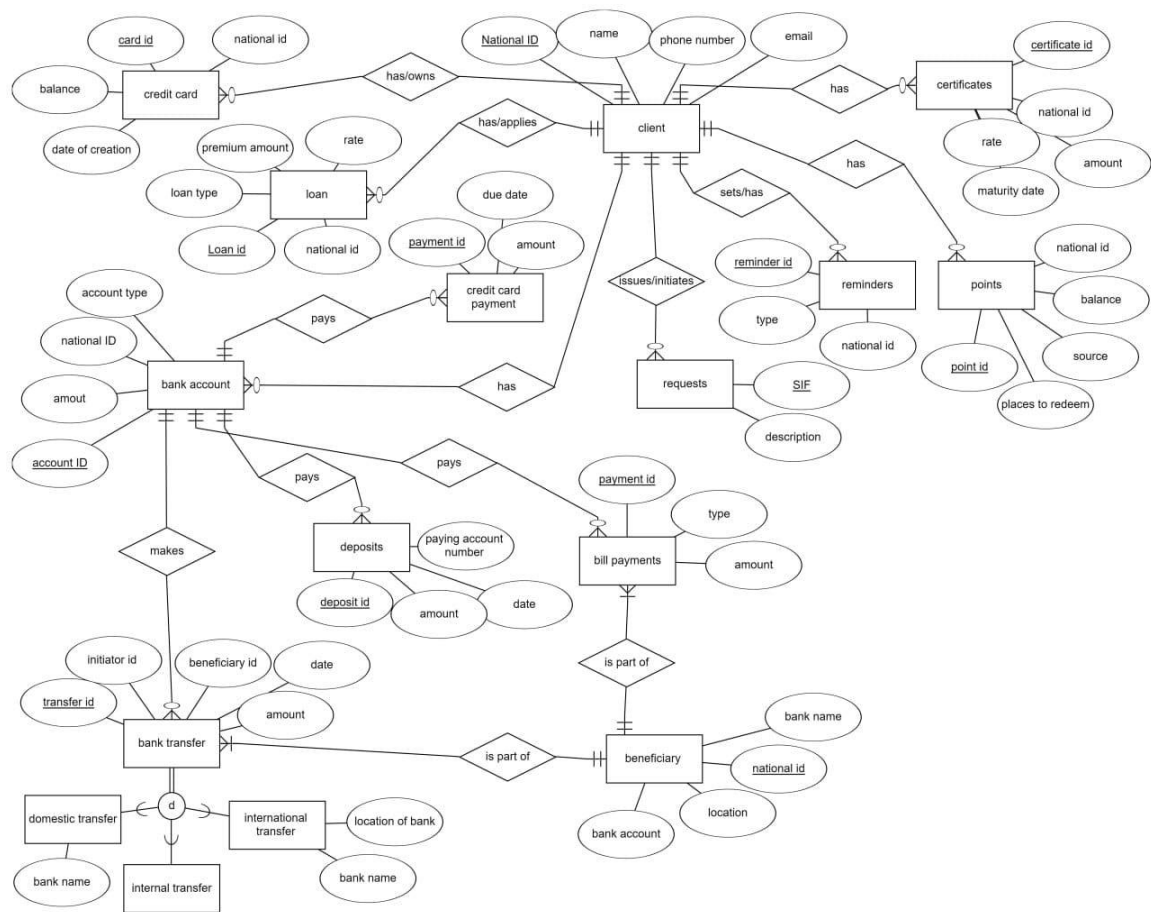 card id
national id
National ID
name
phone number
email
certificate id
balance
credit card
has/owns
has
certificates
date of creation
rate
has/applies
client
national id
premium amount
rate
amount
loan type
loan
due date
sets/has
has
maturity date
Loan id
national id
payment id
amount
national id
account type
credit card
payment
issues/initiates
reminder id
reminders
points
balance
national ID
pays
type
national id
source
amout
bank account
has
requests
SIF
point id
places to redeem
account ID
description
pays
pays
payment id
type
makes
deposits
paying account
number
bill payments
amount
deposit id
amount
date
initiator id
beneficiary id
date
is part of
transfer id
amount
bank name
bank transfer
is part of
beneficiary
national id
d
domestic transfer
international
transfer
location of bank
bank account
location
bank name
internal transfer
bank name